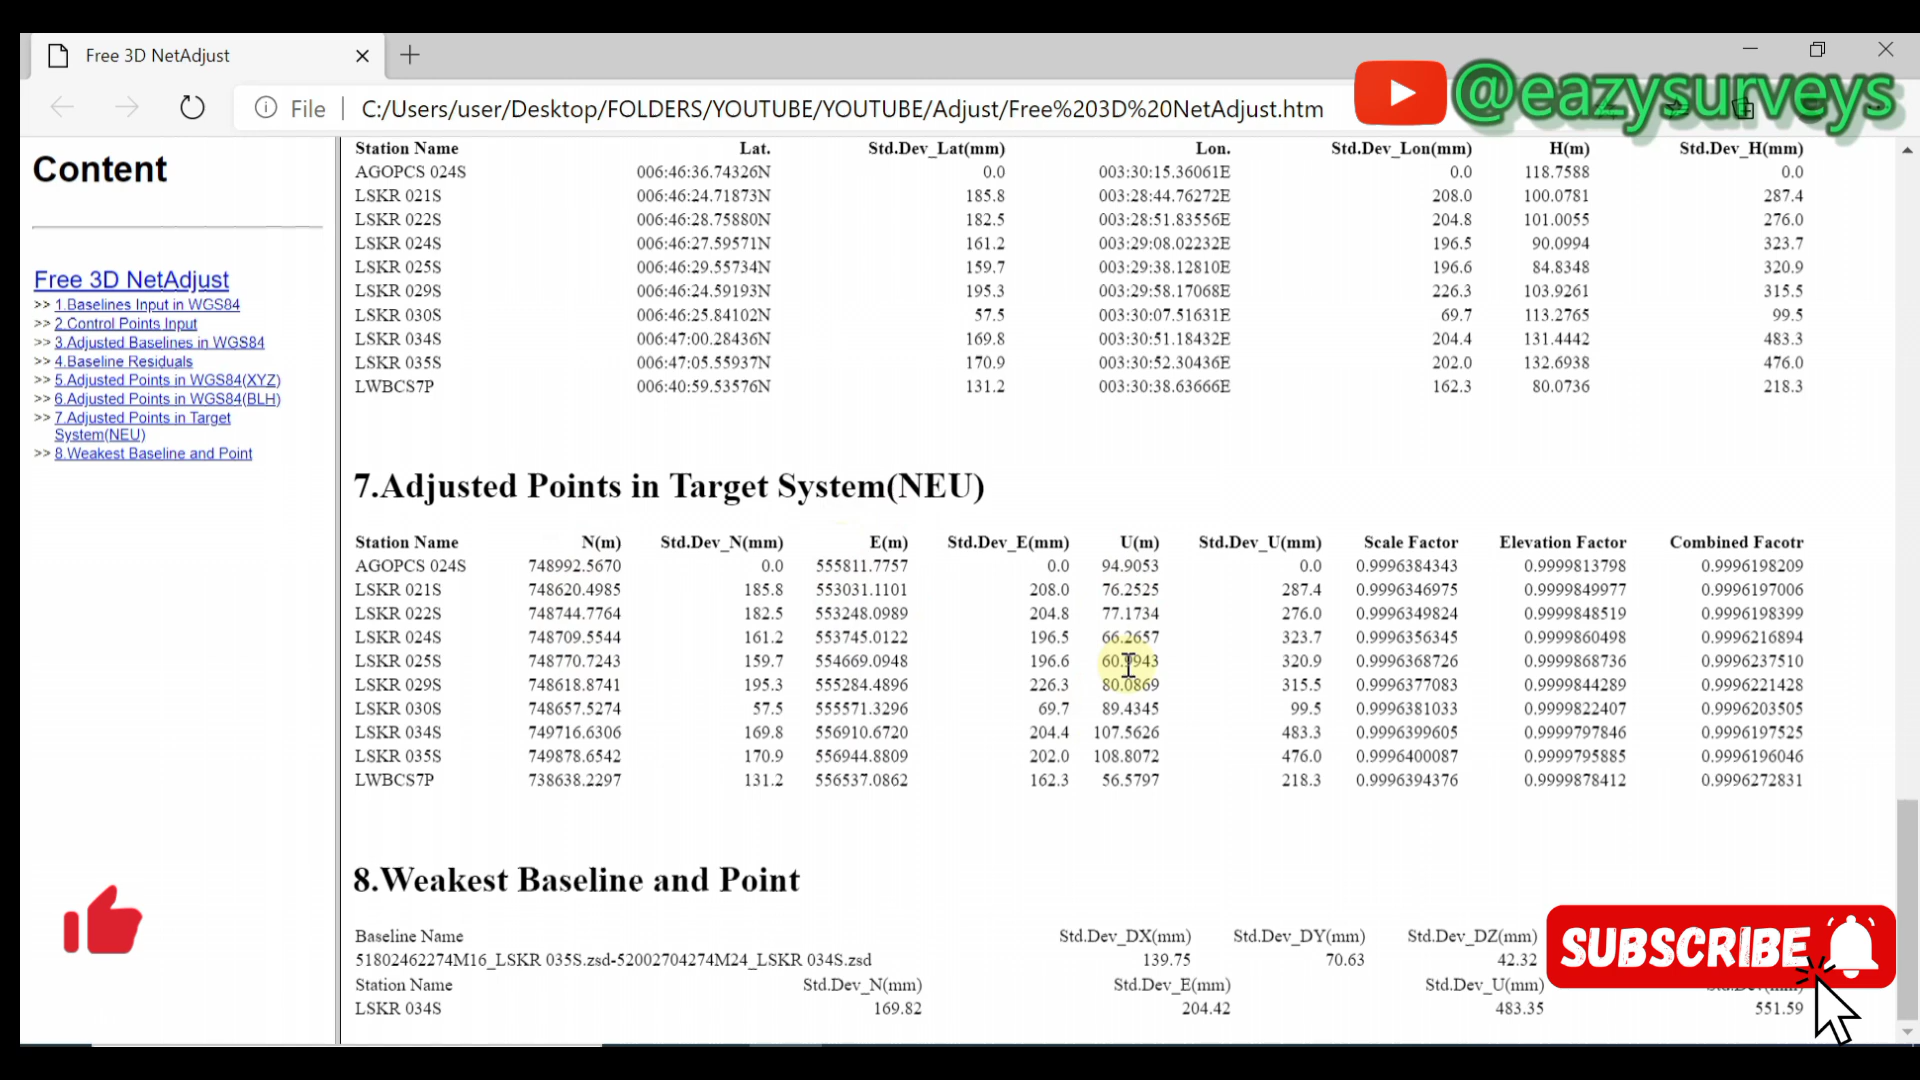 Free 3D NetAdjust
File
C:/Users/user/Desktop/FOLDERS/YOUTUBE/YOUTUBE/Adjust/Free%203D%20NetAdjust.htm
@eazysurveys
Content
Free 3D NetAdjust
>> 1.Baselines Input in WGS84
>> 2.Control Points Input
>> 3.Adjusted Baselines in WGS84
>> 4.Baseline Residuals
>> 5.Adjusted Points in WGS84(XYZ)
>> 6.Adjusted Points in WGS84(BLH)
>> 7.Adjusted Points in Target
System(NEU)
>> 8.Weakest Baseline and Point
Station Name Lat. Std.Dev_Lat(mm) Lon. Std.Dev_Lon(mm) H(m) Std.Dev_H(mm)
AGOPCS 024S 006:46:36.74326N 0.0 003:30:15.36061E 0.0 118.7588 0.0
LSKR 021S 006:46:24.71873N 185.8 003:28:44.76272E 208.0 100.0781 287.4
LSKR 022S 006:46:28.75880N 182.5 003:28:51.83556E 204.8 101.0055 276.0
LSKR 024S 006:46:27.59571N 161.2 003:29:08.02232E 196.5 90.0994 323.7
LSKR 025S 006:46:29.55734N 159.7 003:29:38.12810E 196.6 84.8348 320.9
LSKR 029S 006:46:24.59193N 195.3 003:29:58.17068E 226.3 103.9261 315.5
LSKR 030S 006:46:25.84102N 57.5 003:30:07.51631E 69.7 113.2765 99.5
LSKR 034S 006:47:00.28436N 169.8 003:30:51.18432E 204.4 131.4442 483.3
LSKR 035S 006:47:05.55937N 170.9 003:30:52.30436E 202.0 132.6938 476.0
LWBCS7P 006:40:59.53576N 131.2 003:30:38.63666E 162.3 80.0736 218.3
7.Adjusted Points in Target System(NEU)
Station Name N(m) Std.Dev_N(mm) E(m) Std.Dev_E(mm) U(m) Std.Dev_U(mm) Scale Factor Elevation Factor Combined Facotr
AGOPCS 024S 748992.5670 0.0 555811.7757 0.0 94.9053 0.0 0.9996384343 0.9999813798 0.9996198209
LSKR 021S 748620.4985 185.8 553031.1101 208.0 76.2525 287.4 0.9996346975 0.9999849977 0.9996197006
LSKR 022S 748744.7764 182.5 553248.0989 204.8 77.1734 276.0 0.9996349824 0.9999848519 0.9996198399
LSKR 024S 748709.5544 161.2 553745.0122 196.5 66.2657 323.7 0.9996356345 0.9999860498 0.9996216894
LSKR 025S 748770.7243 159.7 554669.0948 196.6 60.9943 320.9 0.9996368726 0.9999868736 0.9996237510
LSKR 029S 748618.8741 195.3 555284.4896 226.3 80.0869 315.5 0.9996377083 0.9999844289 0.9996221428
LSKR 030S 748657.5274 57.5 555571.3296 69.7 89.4345 99.5 0.9996381033 0.9999822407 0.9996203505
LSKR 034S 749716.6306 169.8 556910.6720 204.4 107.5626 483.3 0.9996399605 0.9999797846 0.9996197525
LSKR 035S 749878.6542 170.9 556944.8809 202.0 108.8072 476.0 0.9996400087 0.9999795885 0.9996196046
LWBCS7P 738638.2297 131.2 556537.0862 162.3 56.5797 218.3 0.9996394376 0.9999878412 0.9996272831
8.Weakest Baseline and Point
Baseline Name Std.Dev_DX(mm) Std.Dev_DY(mm) Std.Dev_DZ(mm)
51802462274M16_LSKR 035S.zsd-52002704274M24_LSKR 034S.zsd 139.75 70.63 42.32
Station Name Std.Dev_N(mm) Std.Dev_E(mm) Std.Dev_U(mm)
LSKR 034S 169.82 204.42 483.35 551.59
SUBSCRIBE